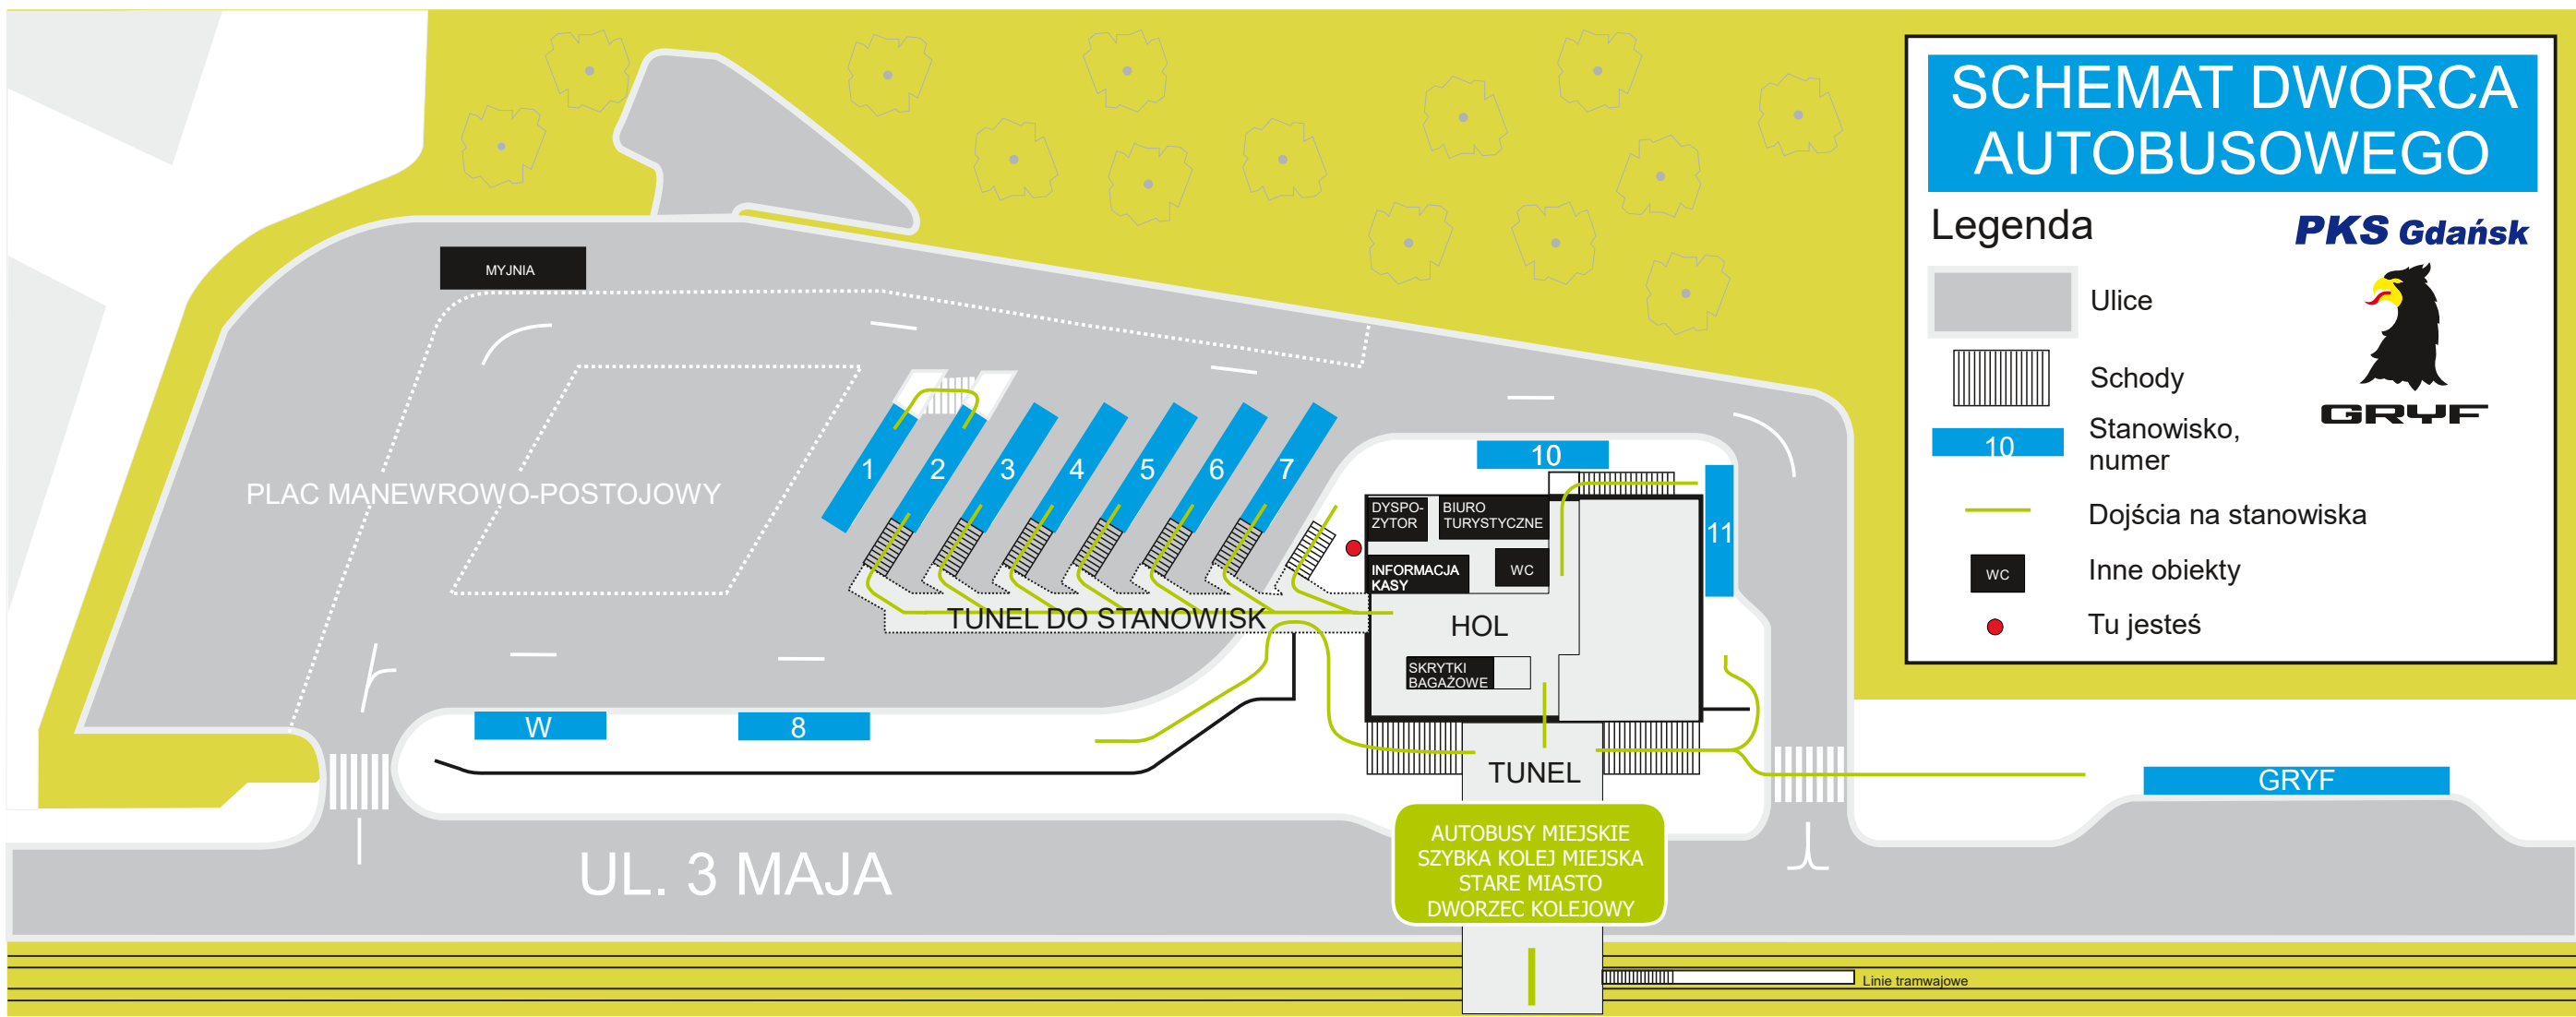 SCHEMAT DWORCA
AUTOBUSOWEGO
Legenda
PKS Gdańsk
Ulice
Schody
GRYF
10
Stanowisko,
numer
Dojścia na stanowiska
WC
Inne obiekty
Tu jesteś
MYJNIA
PLAC MANEWROWO-POSTOJOWY
1
2
3
4
5
6
7
10
11
DYSPO-
ZYTOR
BIURO
TURYSTYCZNE
INFORMACJA
KASY
WC
TUNEL DO STANOWISK
HOL
SKRYTKI
BAGAŻOWE
W
8
TUNEL
GRYF
AUTOBUSY MIEJSKIE
SZYBKA KOLEJ MIEJSKA
STARE MIASTO
DWORZEC KOLEJOWY
UL. 3 MAJA
Linie tramwajowe